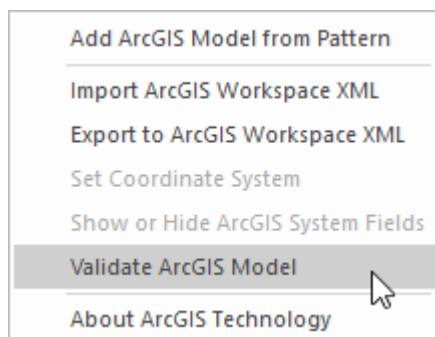 Add ArcGIS Model from Pattern
Import ArcGIS Workspace XML
Export to ArcGIS Workspace XML
Set Coordinate System
Show or Hide ArcGIS System Fields
Validate ArcGIS Model
About ArcGIS Technology